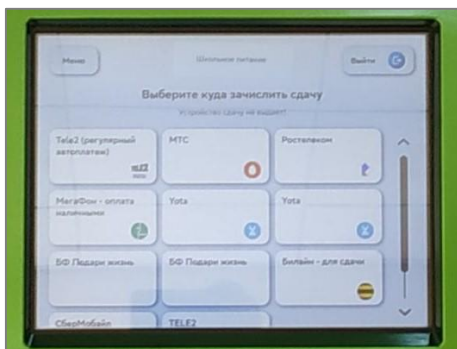 Меню
Школьное питание
Выйти
Выберите куда зачислить сдачу
Устройство сдачу не выдает!
Tele2 (регулярный
автоплатеж)
TELE2
МТС
Ростелеком
МегаФон - оплата
наличными
Yota
Yota
БФ Подари жизнь
БФ Подари жизнь
Билайн - для сдачи
СберМобайл
TELE2